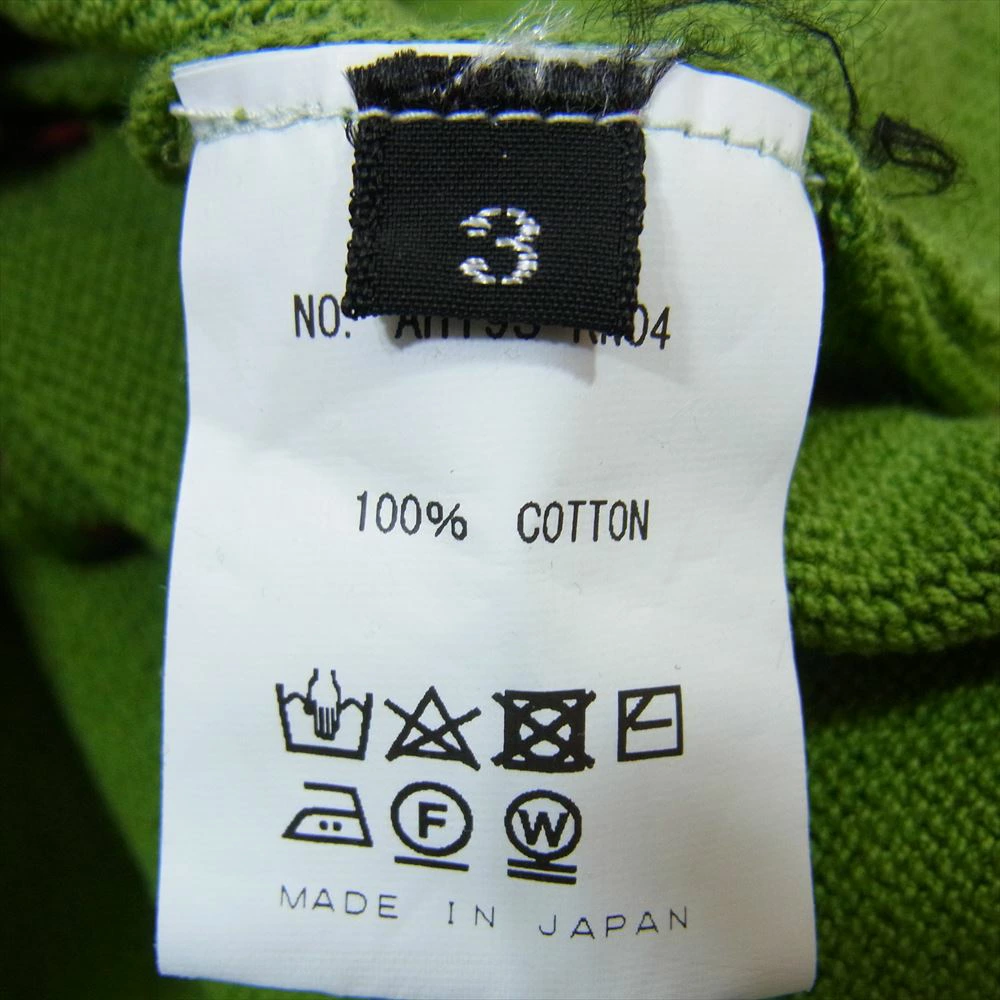 3
NO.
100% COTTON
F W
MADE IN JAPAN